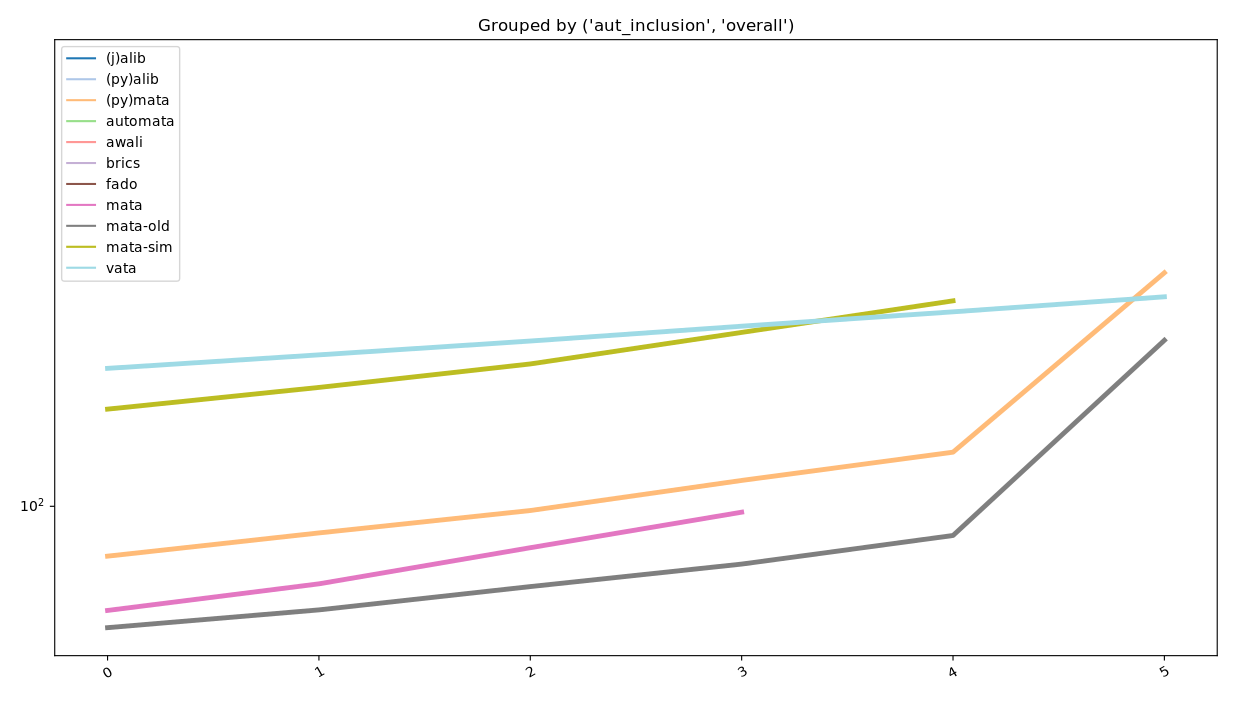 Grouped by ('aut_inclusion', 'overall')
(j)alib
(py)alib
(py)mata
automata
awali
brics
fado
mata
mata-old
mata-sim
vata
10²
0 1 2 3 4 5